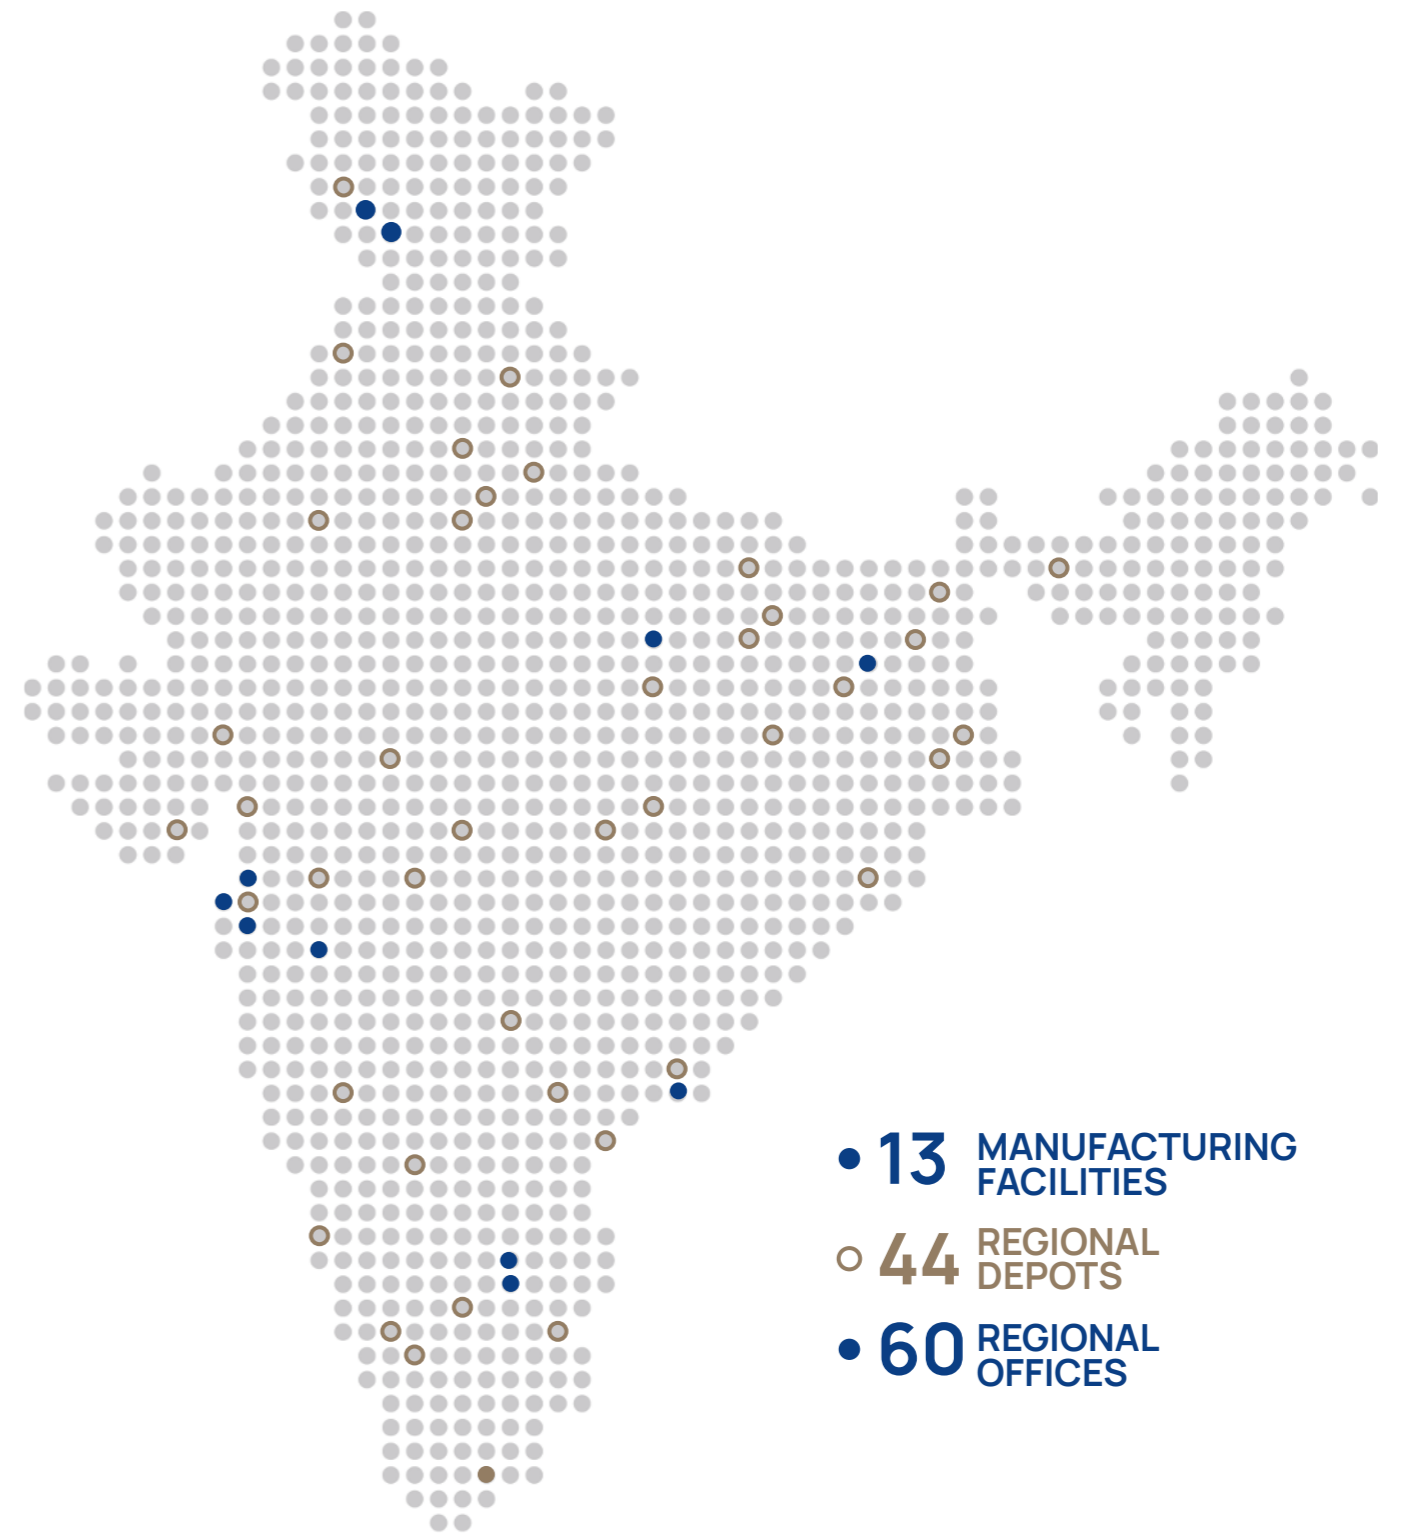 13 MANUFACTURING
FACILITIES
44 REGIONAL
DEPOTS
60 REGIONAL
OFFICES